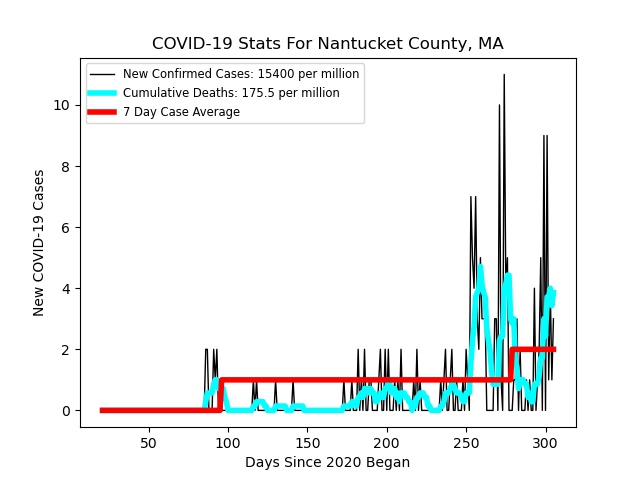 COVID-19 Stats For Nantucket County, MA
New Confirmed Cases: 15400 per million
Cumulative Deaths: 175.5 per million
7 Day Case Average
New COVID-19 Cases
10
8
6
4
2
0
50 100 150 200 250 300
Days Since 2020 Began